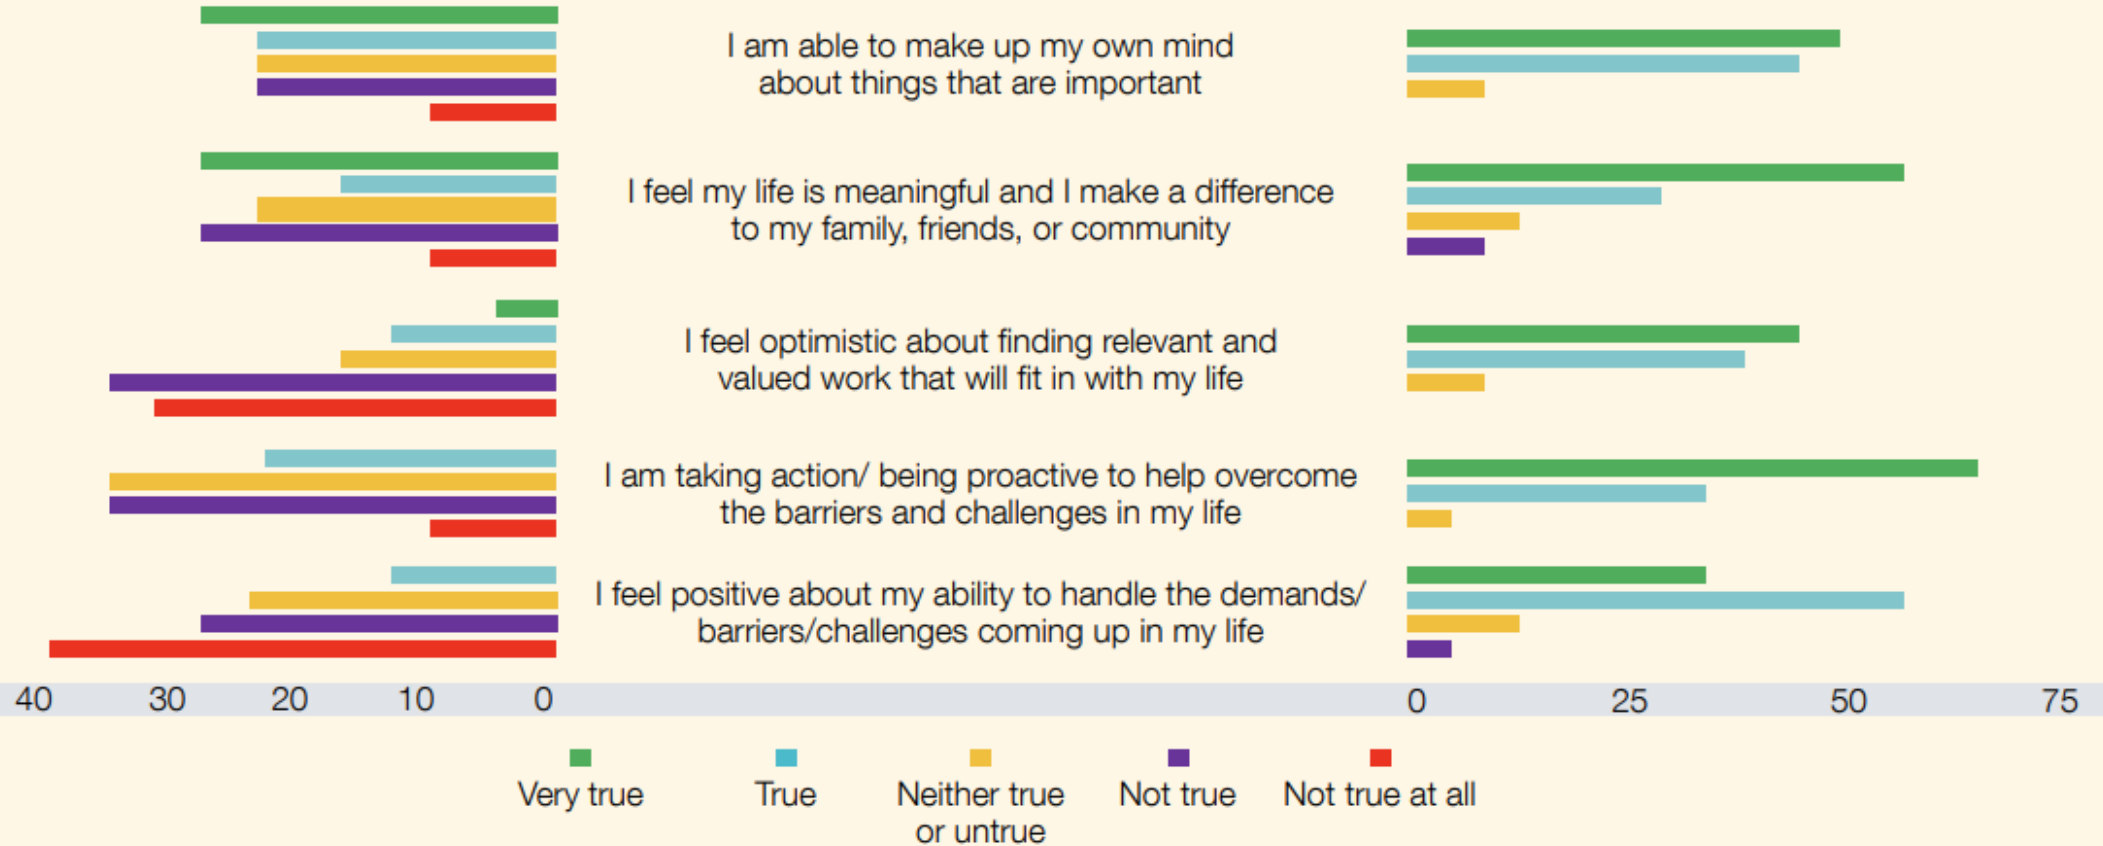 I am able to make up my own mind
about things that are important
I feel my life is meaningful and I make a difference
to my family, friends, or community
I feel optimistic about finding relevant and
valued work that will fit in with my life
I am taking action/ being proactive to help overcome
the barriers and challenges in my life
I feel positive about my ability to handle the demands/
barriers/challenges coming up in my life
40 30 20 10 0 0 25 50 75
Very true True Neither true Not true Not true at all
or untrue